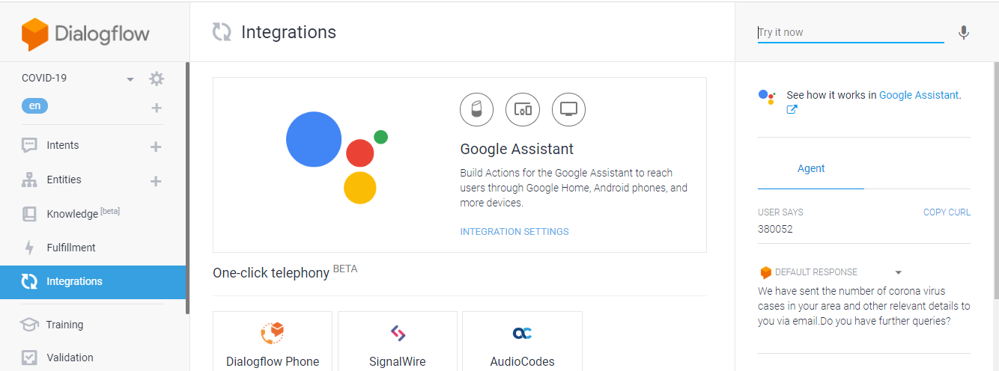 Dialogflow
COVID-19
en
Intents
Entities
Knowledge [beta]
Fulfillment
Integrations
Training
Validation
Integrations
Google Assistant
Build Actions for the Google Assistant to reach
users through Google Home, Android phones, and
more devices.
INTEGRATION SETTINGS
One-click telephony BETA
Dialogflow Phone
SignalWire
AudioCodes
Try it now
See how it works in Google Assistant.
Agent
USER SAYS
COPY CURL
380052
DEFAULT RESPONSE
We have sent the number of corona virus
cases in your area and other relevant details to
you via email.Do you have further queries?